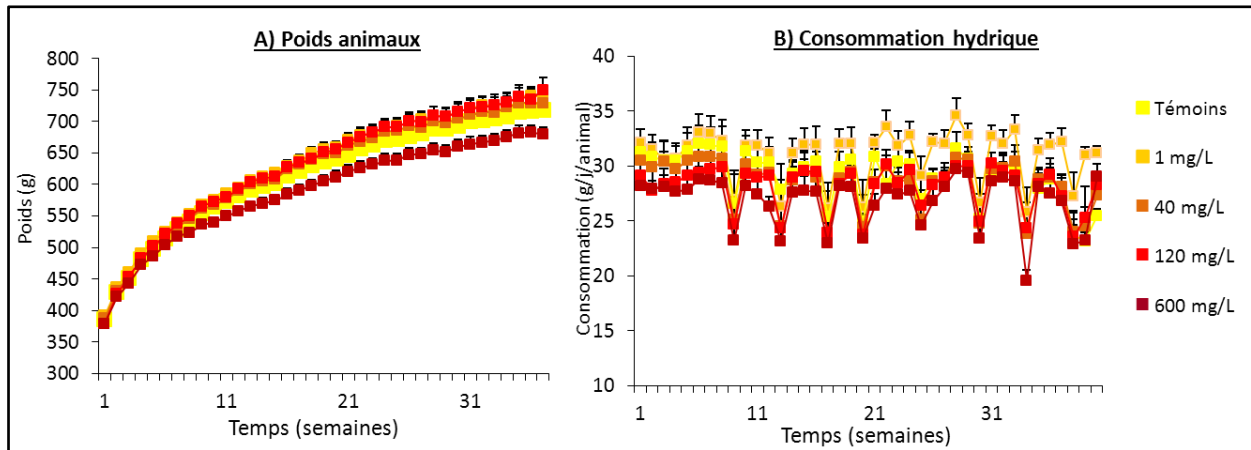 A) Poids animaux
Poids (g)
800
750
700
650
600
550
500
450
400
350
300
1
11
21
31
Temps (semaines)
B) Consommation hydrique
Consommation (g/j/animal)
40
35
30
25
20
15
10
1
11
21
31
Temps (semaines)
Témoins
1 mg/L
40 mg/L
120 mg/L
600 mg/L